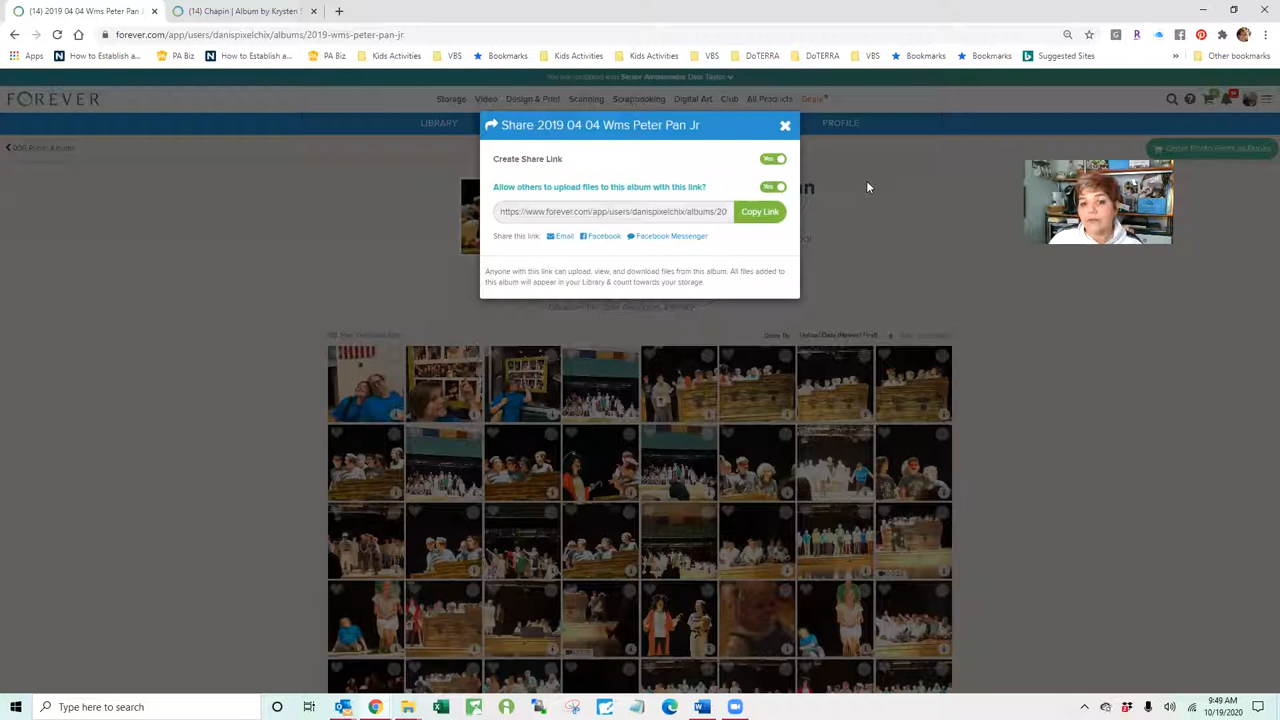 (14) 2019 04 04 Wms Peter Pan J
(14) Chapin | Album by Krysten S
forever.com/app/users/danispixelchix/albums/2019-wms-peter-pan-jr
Apps
How to Establish a...
PA Biz
How to Establish a...
PA Biz
VBS
Bookmarks
Kids Activities
Kids Activities
Kids Activities
VBS
DoTERRA
DoTERRA
VBS
Bookmarks
Bookmarks
Suggested Sites
Other bookmarks
FOREVER
Storage
Video
Design & Print
Scanning
Scrapbooking
Digital Art
Club
All Products
LIBRARY
PROFILE
Share 2019 04 04 Wms Peter Pan Jr
Create Share Link
Yes
Allow others to upload files to this album with this link?
Yes
https://www.forever.com/app/users/danispixelchix/albums/20
Copy Link
Share this link:
Email
Facebook
Facebook Messenger
Anyone with this link can upload, view, and download files from this album. All files added to
this album will appear in your Library & count towards your storage.
Upload Date (Newest First)
Type here to search
9:49 AM
10/19/2020